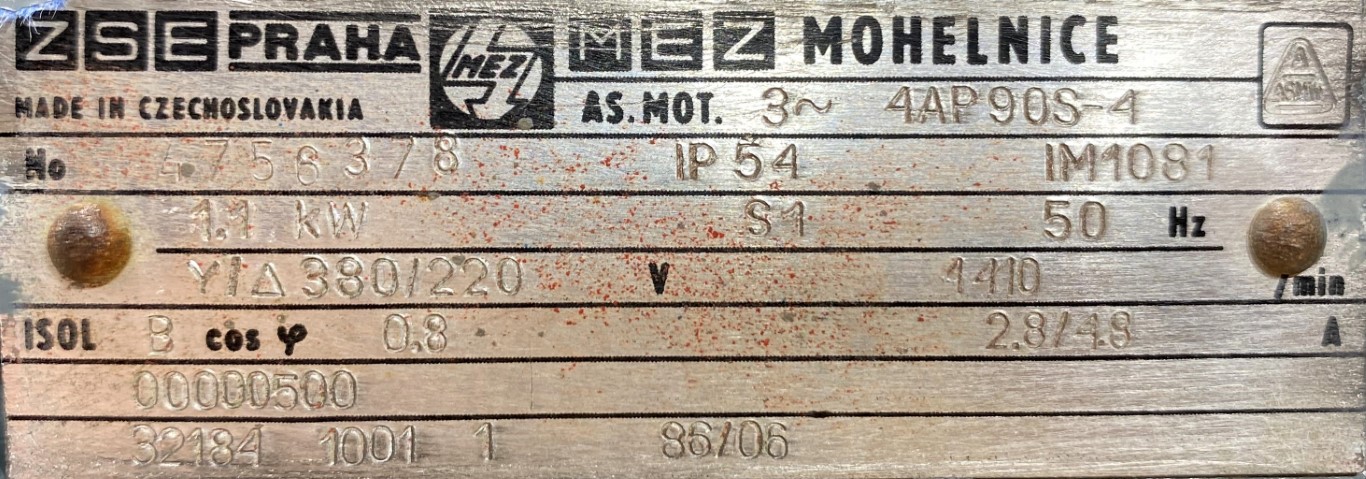 ZSE PRAHA MEZ MEZ MOHELNICE
MADE IN CZECHOSLOVAKIA AS.MOT. 3~ 4AP90S-4
No 4756378 IP54 IM1081
1.1 kW S1 50 Hz
Y/Δ 380/220 V 1410 /min
ISOL B cos φ 0.8 2.8/4.8 A
00000500
32184 1001 1 86/06